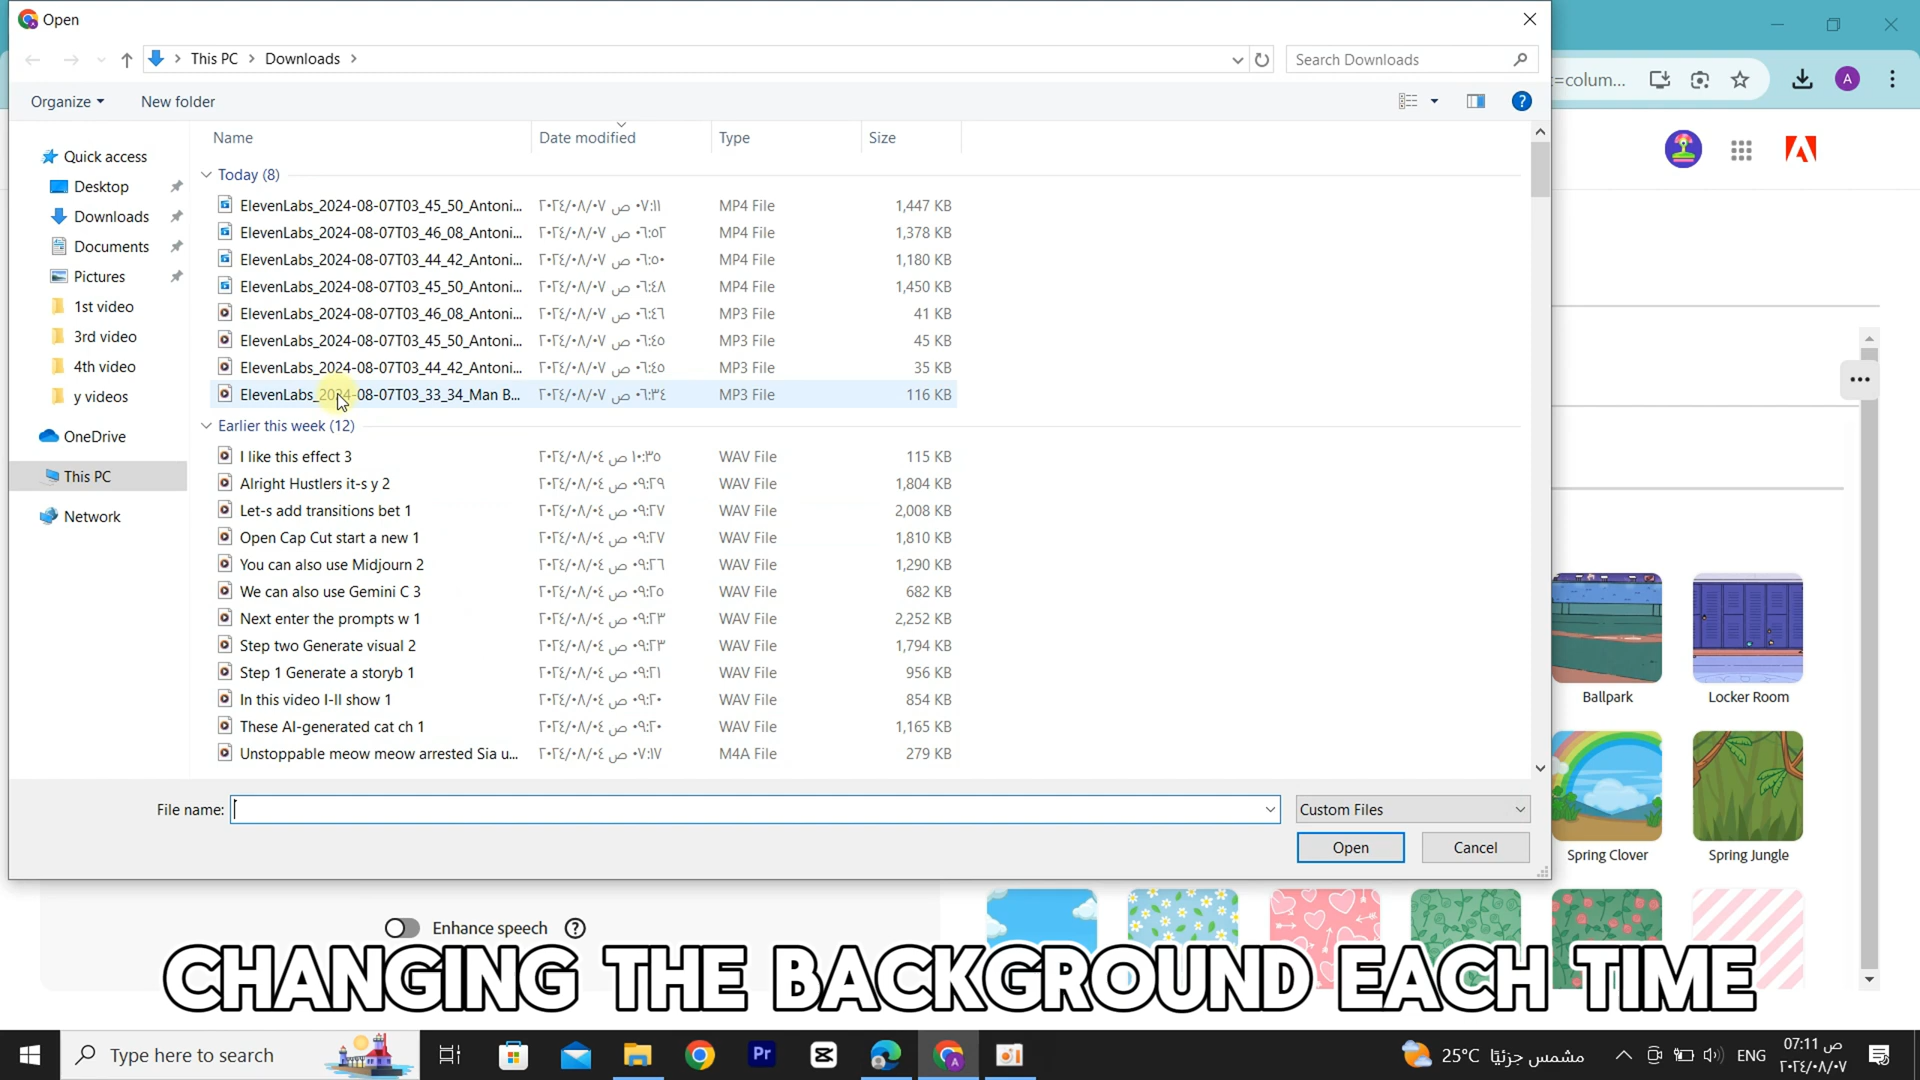 Open
This PC > Downloads >
Search Downloads
Organize
New folder
Name Date modified Type Size
Quick access
Desktop
Downloads
Documents
Pictures
1st video
3rd video
4th video
y videos
OneDrive
This PC
Network
Today (8)
ElevenLabs_2024-08-07T03_45_50_Antoni... ٢٠٢٤/٠٨/٠٧ ص ٠٧:١١ MP4 File 1,447 KB
ElevenLabs_2024-08-07T03_46_08_Antoni... ٢٠٢٤/٠٨/٠٧ ص ٠٦:٥٢ MP4 File 1,378 KB
ElevenLabs_2024-08-07T03_44_42_Antoni... ٢٠٢٤/٠٨/٠٧ ص ٠٦:٥٠ MP4 File 1,180 KB
ElevenLabs_2024-08-07T03_45_50_Antoni... ٢٠٢٤/٠٨/٠٧ ص ٠٦:٤٨ MP4 File 1,450 KB
ElevenLabs_2024-08-07T03_46_08_Antoni... ٢٠٢٤/٠٨/٠٧ ص ٠٦:٤٦ MP3 File 41 KB
ElevenLabs_2024-08-07T03_45_50_Antoni... ٢٠٢٤/٠٨/٠٧ ص ٠٦:٤٥ MP3 File 45 KB
ElevenLabs_2024-08-07T03_44_42_Antoni... ٢٠٢٤/٠٨/٠٧ ص ٠٦:٤٥ MP3 File 35 KB
ElevenLabs_2024-08-07T03_33_34_Man B... ٢٠٢٤/٠٨/٠٧ ص ٠٦:٣٤ MP3 File 116 KB
Earlier this week (12)
I like this effect 3 ٢٠٢٤/٠٨/٠٤ ص ١٠:٣٥ WAV File 115 KB
Alright Hustlers it-s y 2 ٢٠٢٤/٠٨/٠٤ ص ٠٩:٢٩ WAV File 1,804 KB
Let-s add transitions bet 1 ٢٠٢٤/٠٨/٠٤ ص ٠٩:٢٧ WAV File 2,008 KB
Open Cap Cut start a new 1 ٢٠٢٤/٠٨/٠٤ ص ٠٩:٢٧ WAV File 1,810 KB
You can also use Midjourn 2 ٢٠٢٤/٠٨/٠٤ ص ٠٩:٢٦ WAV File 1,290 KB
We can also use Gemini C 3 ٢٠٢٤/٠٨/٠٤ ص ٠٩:٢٥ WAV File 682 KB
Next enter the prompts w 1 ٢٠٢٤/٠٨/٠٤ ص ٠٩:٢٣ WAV File 2,252 KB
Step two Generate visual 2 ٢٠٢٤/٠٨/٠٤ ص ٠٩:٢٣ WAV File 1,794 KB
Step 1 Generate a storyb 1 ٢٠٢٤/٠٨/٠٤ ص ٠٩:٢١ WAV File 956 KB
In this video I-ll show 1 ٢٠٢٤/٠٨/٠٤ ص ٠٩:٢٠ WAV File 854 KB
These AI-generated cat ch 1 ٢٠٢٤/٠٨/٠٤ ص ٠٩:٢٠ WAV File 1,165 KB
Unstoppable meow meow arrested Sia u... ٢٠٢٤/٠٨/٠٤ ص ٠٧:١٧ M4A File 279 KB
File name:
Custom Files
Open
Cancel
=colum...
A
Ballpark
Locker Room
Spring Clover
Spring Jungle
Enhance speech
CHANGING THE BACKGROUND EACH TIME
Type here to search
Pr
A
25°C مشمس جزئيًا
ENG
ص 07:11
٢٠٢٤/٠٨/٠٧